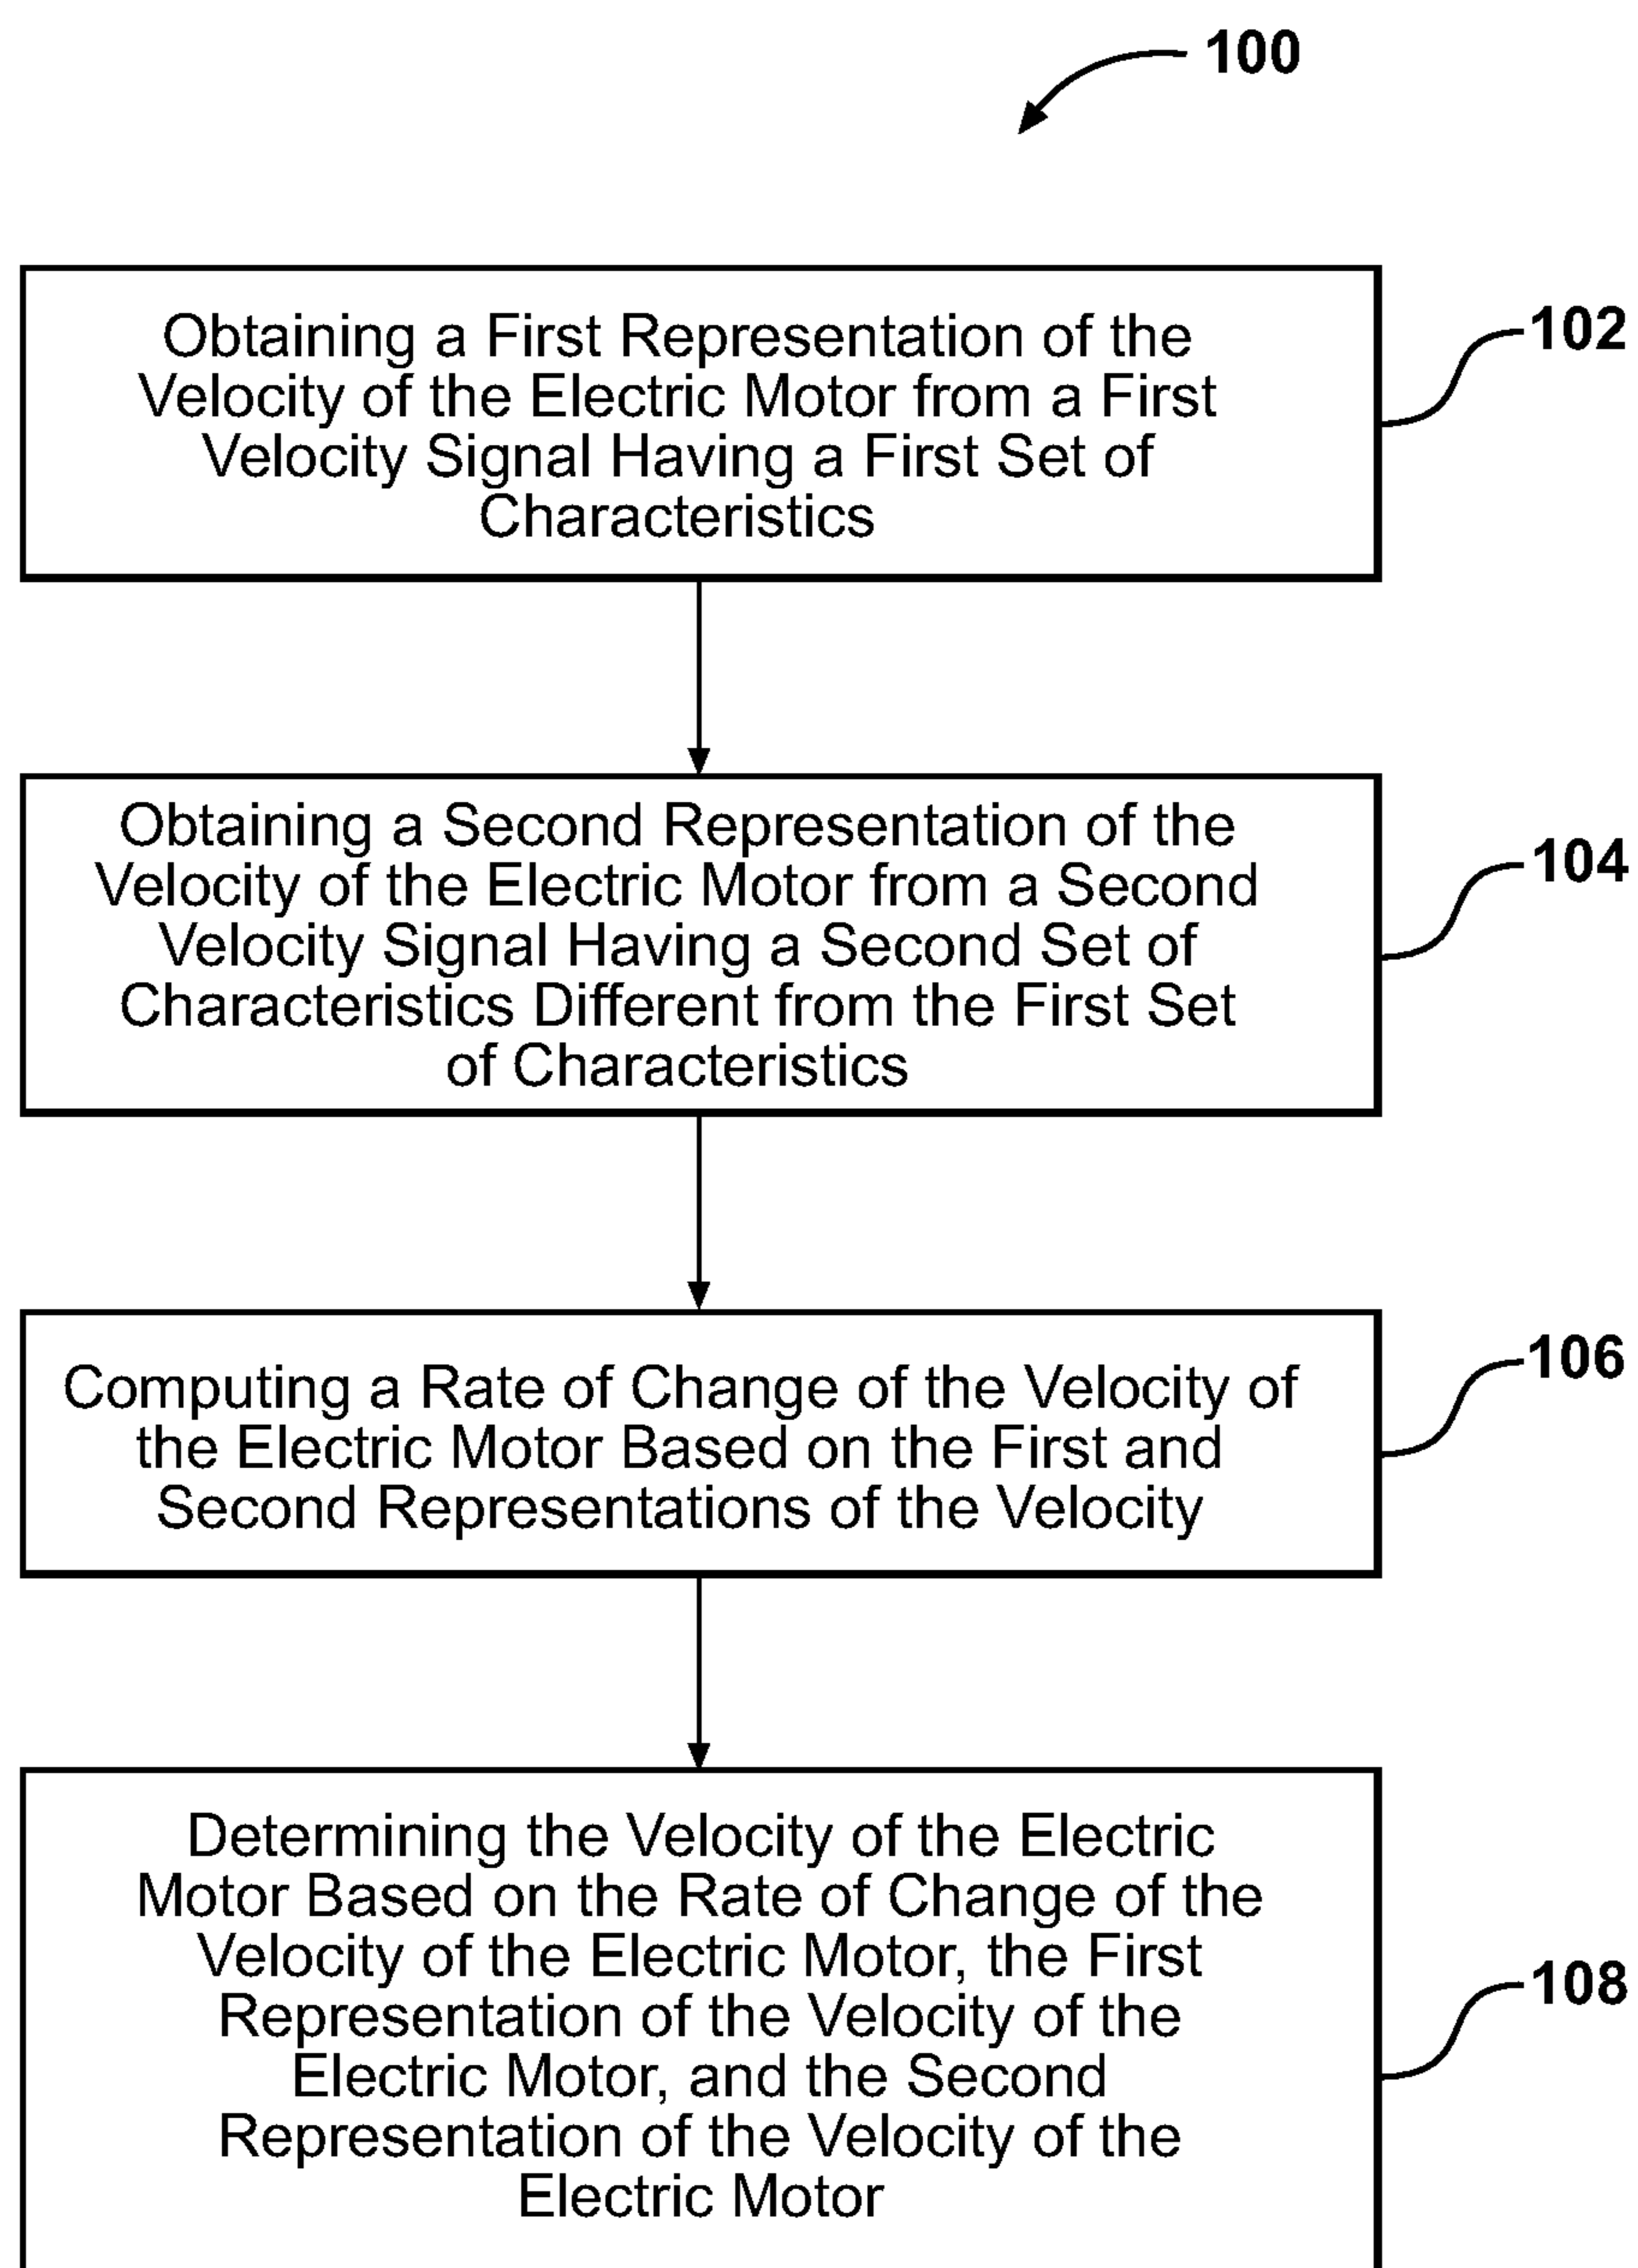 100
Obtaining a First Representation of the
Velocity of the Electric Motor from a First
Velocity Signal Having a First Set of
Characteristics
102
Obtaining a Second Representation of the
Velocity of the Electric Motor from a Second
Velocity Signal Having a Second Set of
Characteristics Different from the First Set
of Characteristics
104
Computing a Rate of Change of the Velocity of
the Electric Motor Based on the First and
Second Representations of the Velocity
106
Determining the Velocity of the Electric
Motor Based on the Rate of Change of the
Velocity of the Electric Motor, the First
Representation of the Velocity of the
Electric Motor, and the Second
Representation of the Velocity of the
Electric Motor
108